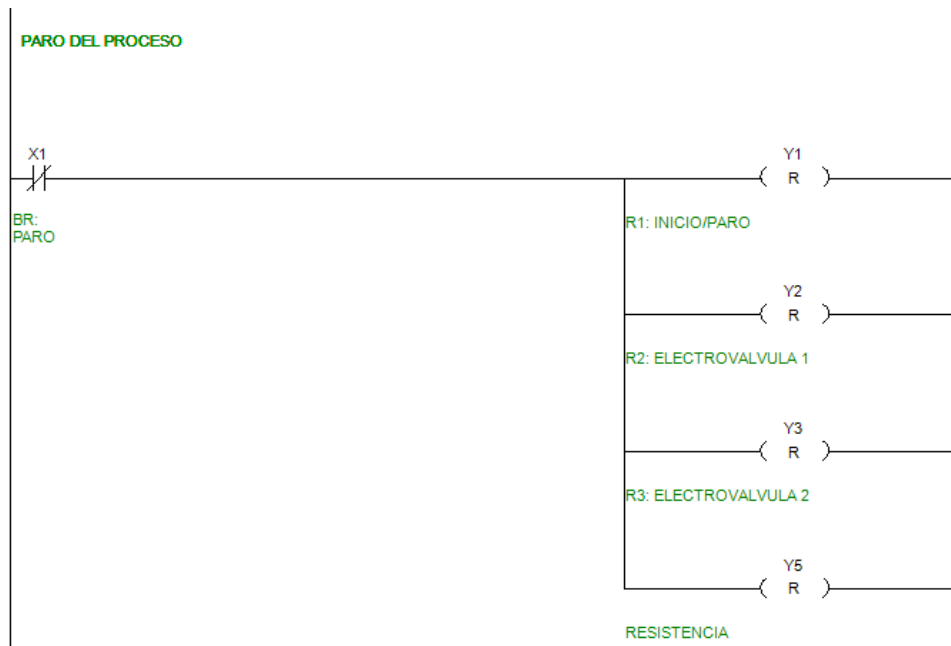 PARO DEL PROCESO
X1
BR:
PARO
Y1
R
R1: INICIO/PARO
Y2
R
R2: ELECTROVALVULA 1
Y3
R
R3: ELECTROVALVULA 2
Y5
R
RESISTENCIA